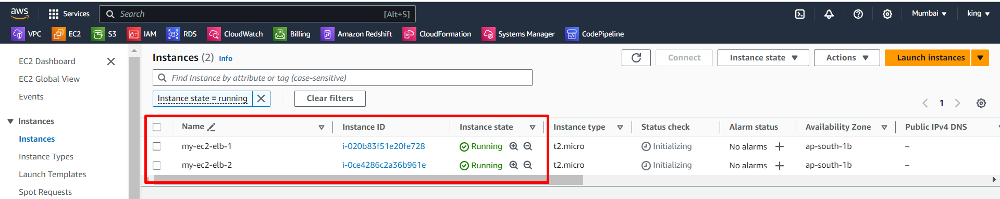 aws Services Search [Alt+S] Mumbai king
VPC EC2 S3 IAM RDS CloudWatch Billing Amazon Redshift CloudFormation Systems Manager CodePipeline
EC2 Dashboard
EC2 Global View
Events
Instances
Instances
Instance Types
Launch Templates
Spot Requests
Instances (2) Info Connect Instance state Actions Launch instances
Find Instance by attribute or tag (case-sensitive)
Instance state = running Clear filters
1
Name Instance ID Instance state Instance type Status check Alarm status Availability Zone Public IPv4 DNS
my-ec2-elb-1 i-020b83f51e20fe728 Running t2.micro Initializing No alarms + ap-south-1b –
my-ec2-elb-2 i-0ce4286c2a36b961e Running t2.micro Initializing No alarms + ap-south-1b –